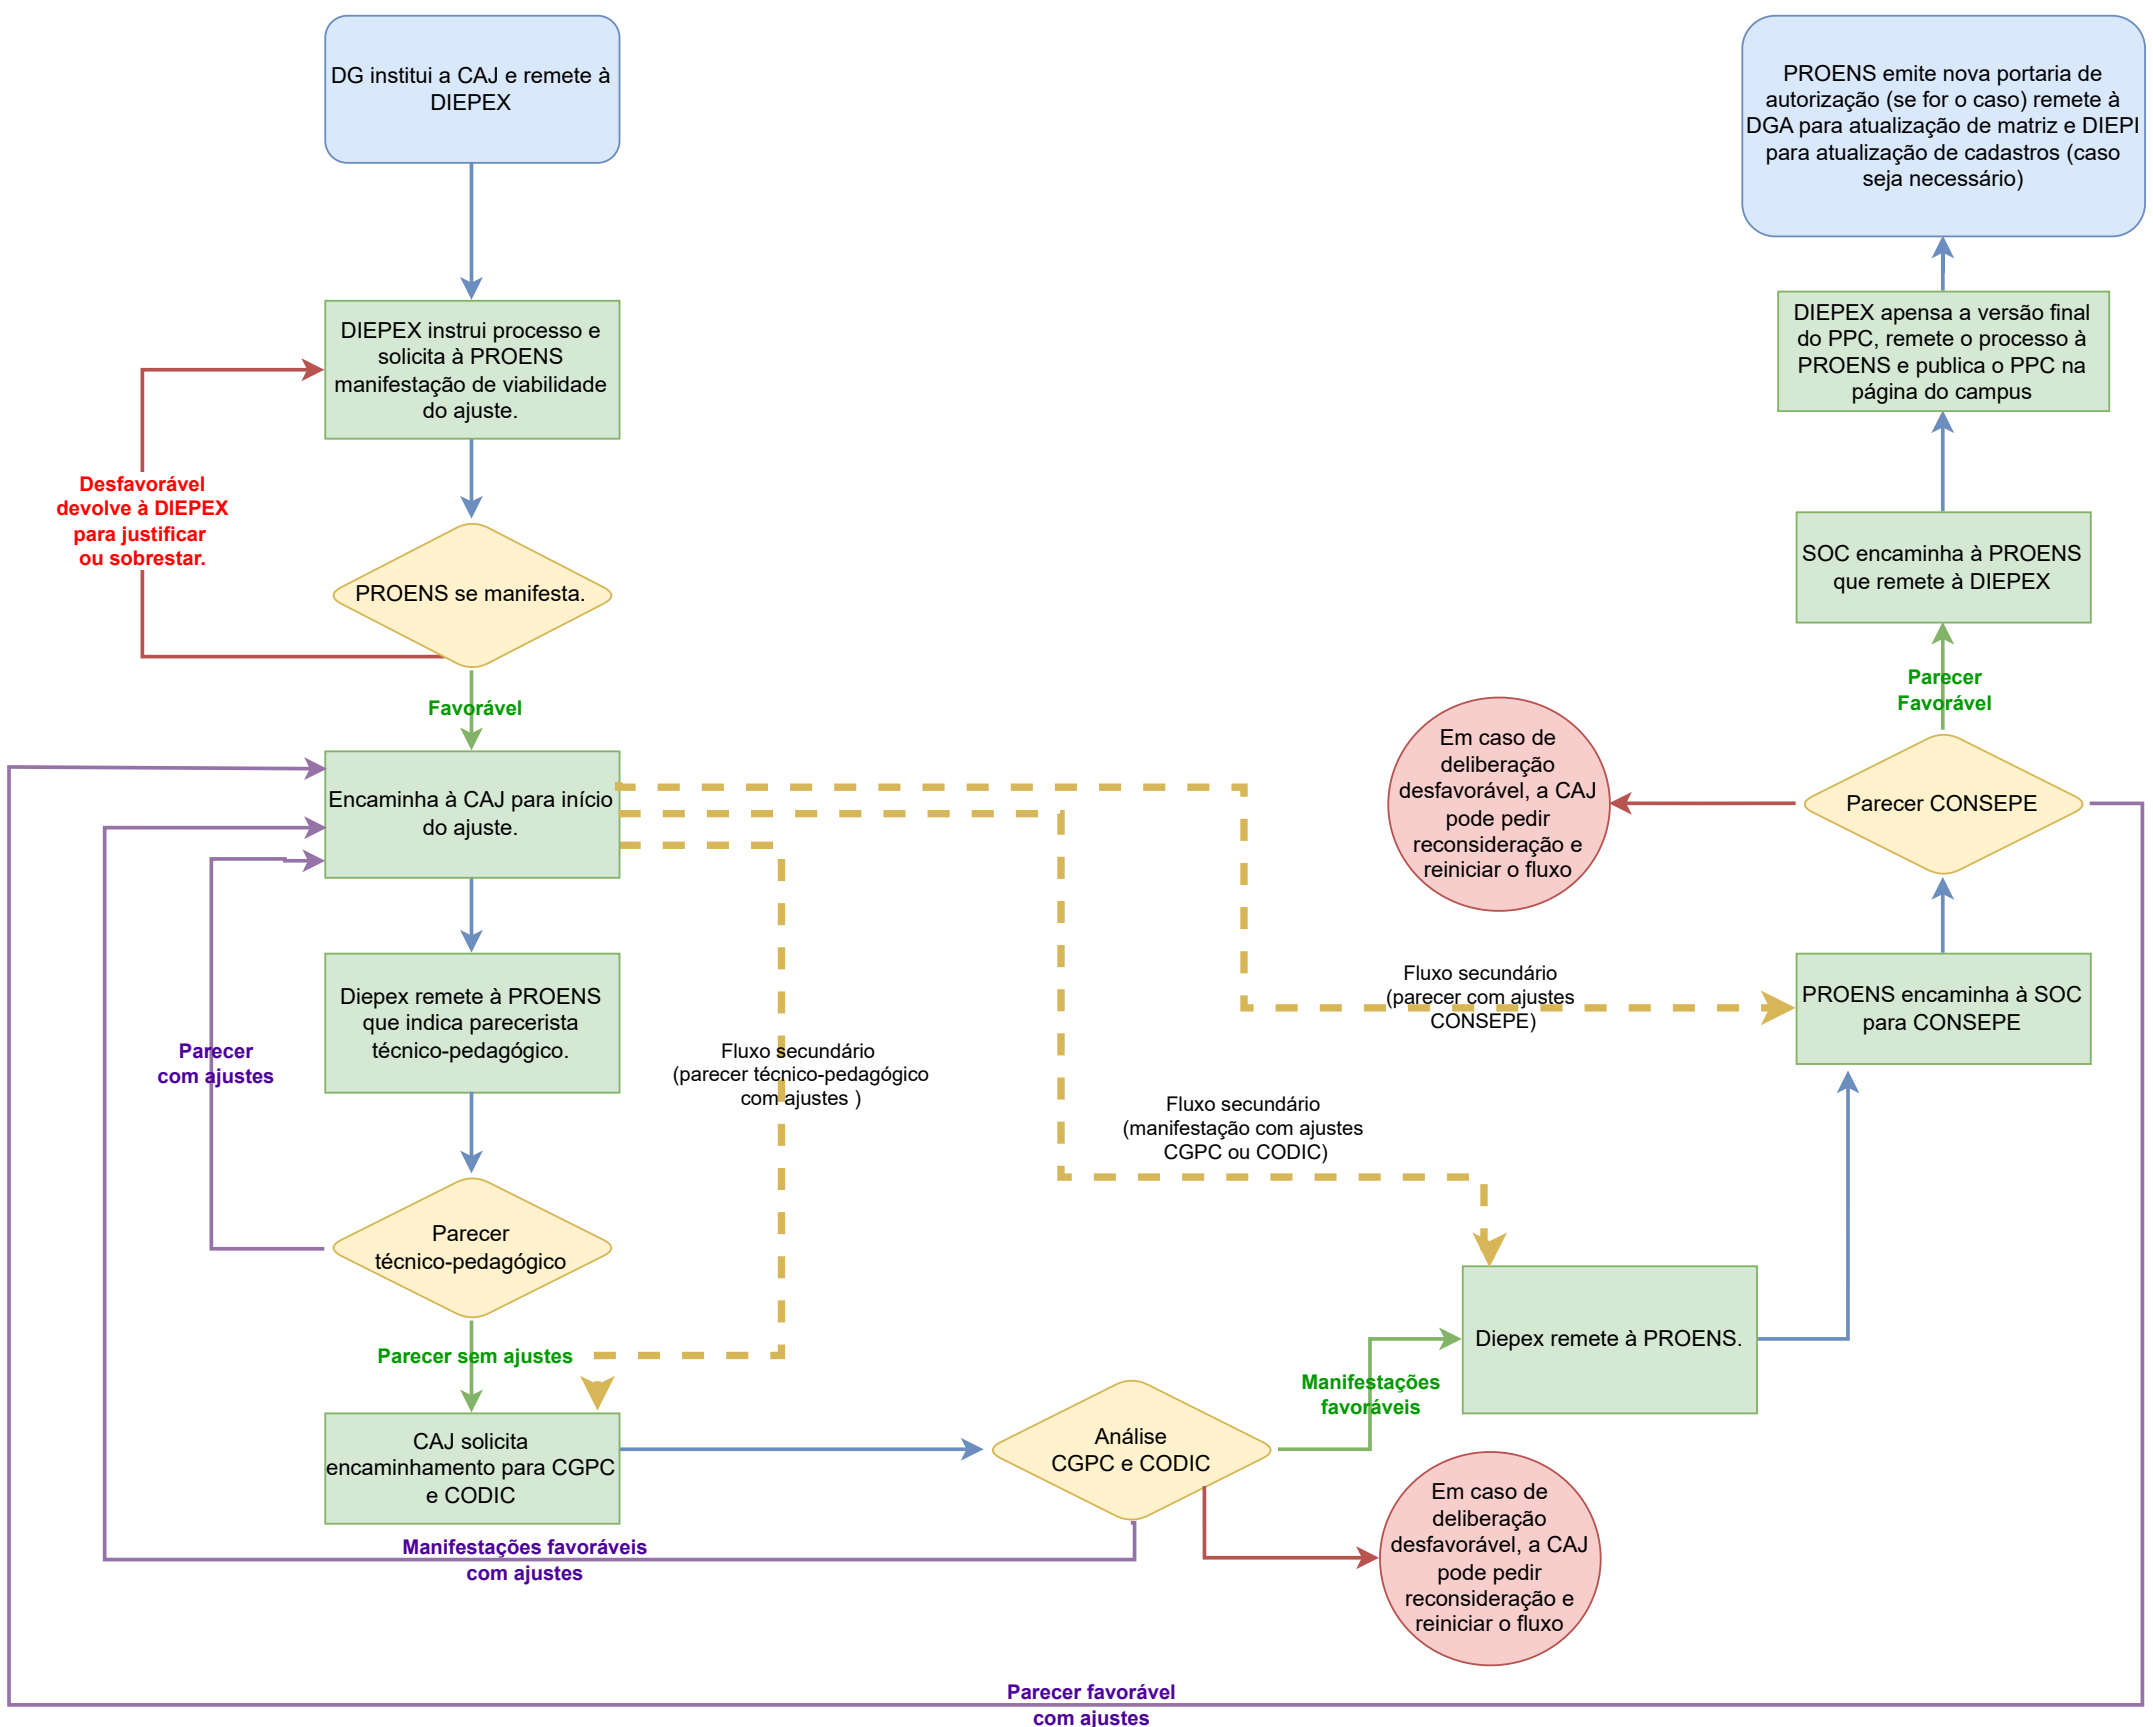 DG institui a CAJ e remete à
DIEPEX
DIEPEX instrui processo e
solicita à PROENS
manifestação de viabilidade
do ajuste.
Desfavorável
devolve à DIEPEX
para justificar
ou sobrestar.
PROENS se manifesta.
Favorável
Encaminha à CAJ para início
do ajuste.
Diepex remete à PROENS
que indica parecerista
técnico-pedagógico.
Parecer
com ajustes
Parecer
técnico-pedagógico
Parecer sem ajustes
CAJ solicita
encaminhamento para CGPC
e CODIC
Manifestações favoráveis
com ajustes
Fluxo secundário
(parecer técnico-pedagógico
com ajustes )
Fluxo secundário
(manifestação com ajustes
CGPC ou CODIC)
Fluxo secundário
(parecer com ajustes
CONSEPE)
Análise
CGPC e CODIC
Manifestações
favoráveis
Em caso de
deliberação
desfavorável, a CAJ
pode pedir
reconsideração e
reiniciar o fluxo
Diepex remete à PROENS.
PROENS encaminha à SOC
para CONSEPE
Parecer CONSEPE
Em caso de
deliberação
desfavorável, a CAJ
pode pedir
reconsideração e
reiniciar o fluxo
Parecer
Favorável
SOC encaminha à PROENS
que remete à DIEPEX
DIEPEX apensa a versão final
do PPC, remete o processo à
PROENS e publica o PPC na
página do campus
PROENS emite nova portaria de
autorização (se for o caso) remete à
DGA para atualização de matriz e DIEPI
para atualização de cadastros (caso
seja necessário)
Parecer favorável
com ajustes